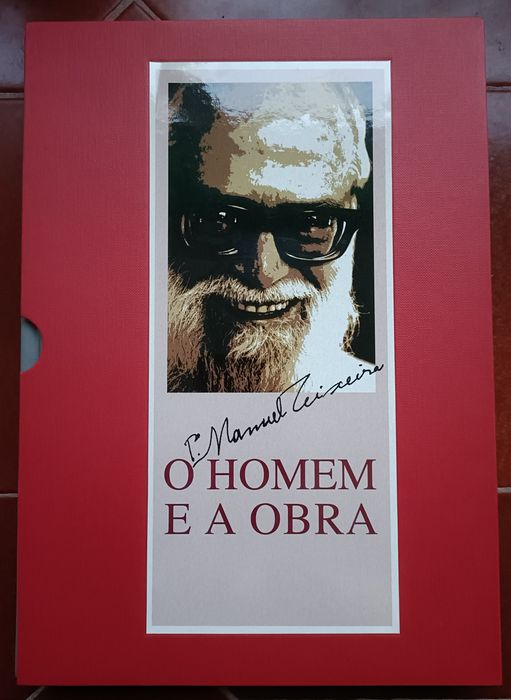 P. Manuel Teixeira
O HOMEM
E A OBRA